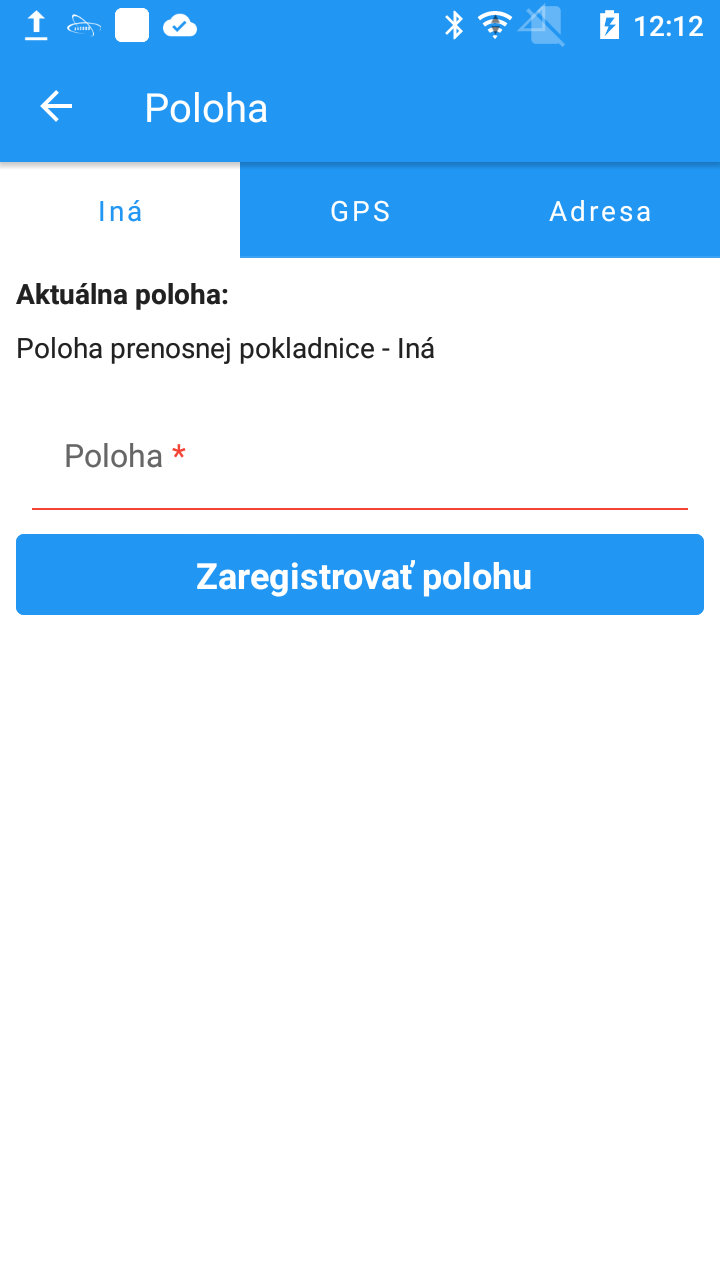 12:12
Poloha
Iná GPS Adresa
Aktuálna poloha:
Poloha prenosnej pokladnice - Iná
Poloha *
Zaregistrovať polohu